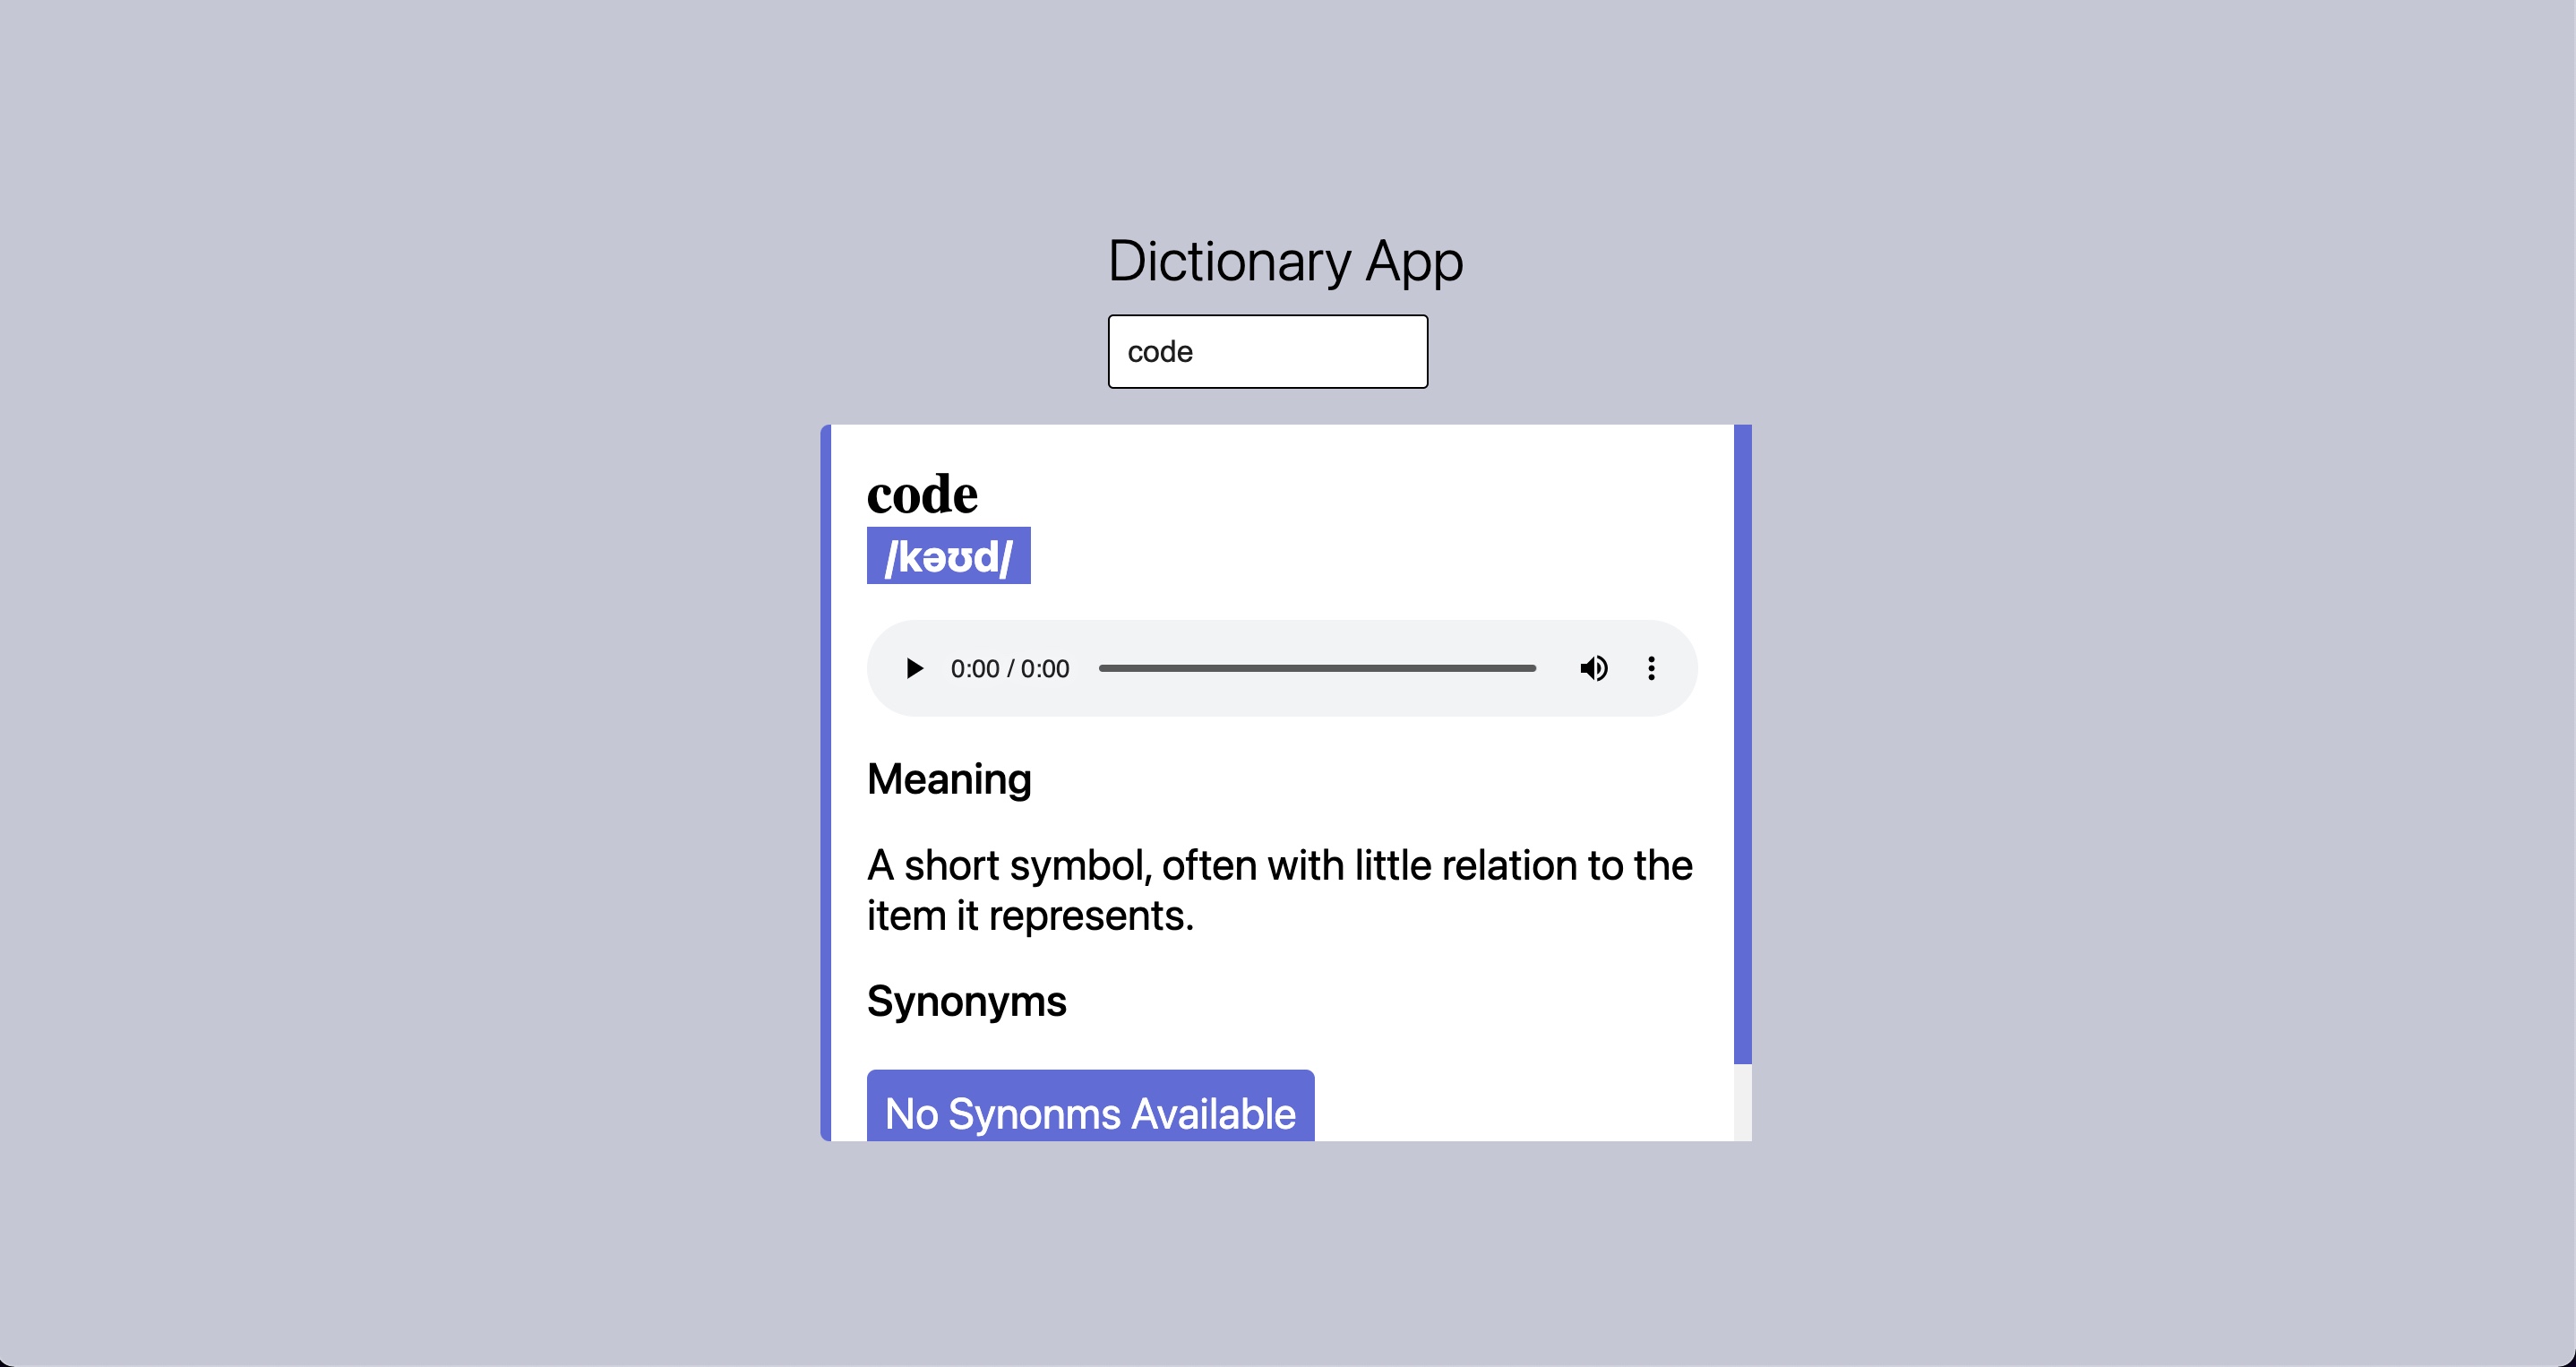 Dictionary App
code
code
/kəʊd/
0:00 / 0:00
Meaning
A short symbol, often with little relation to the
item it represents.
Synonyms
No Synonms Available